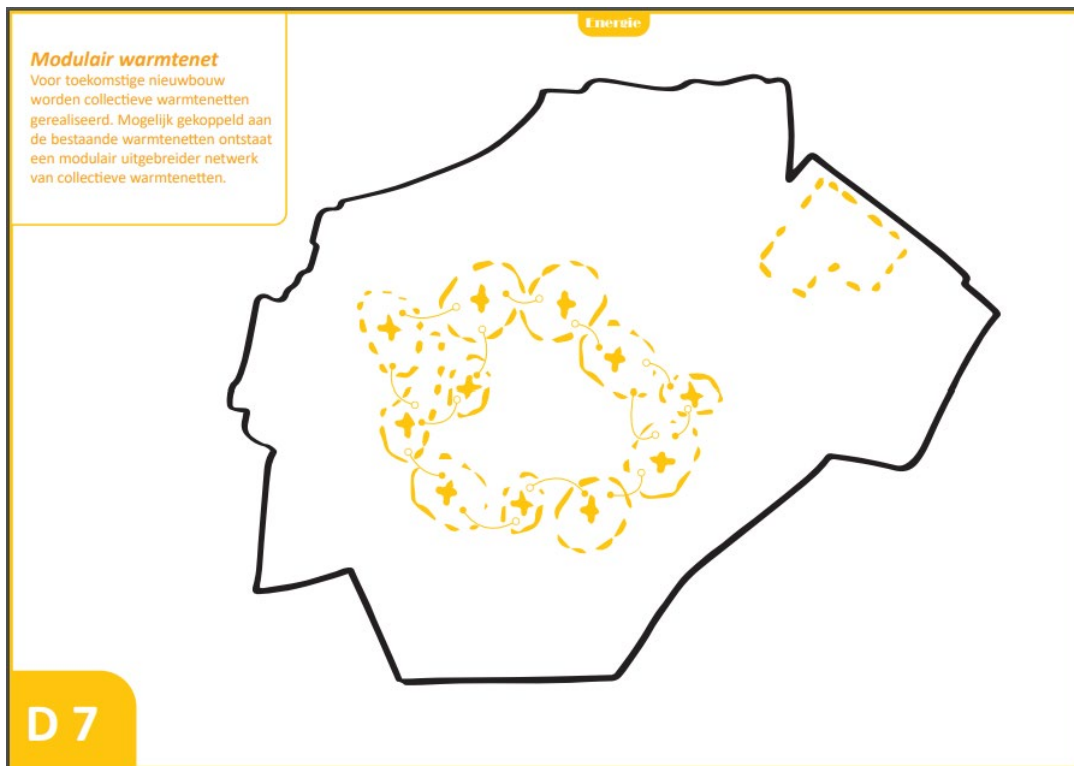 Energie
Modulair warmtenet
Voor toekomstige nieuwbouw
worden collectieve warmtenetten
gerealiseerd. Mogelijk gekoppeld aan
de bestaande warmtenetten ontstaat
een modulair uitgebreider netwerk
van collectieve warmtenetten.
D 7